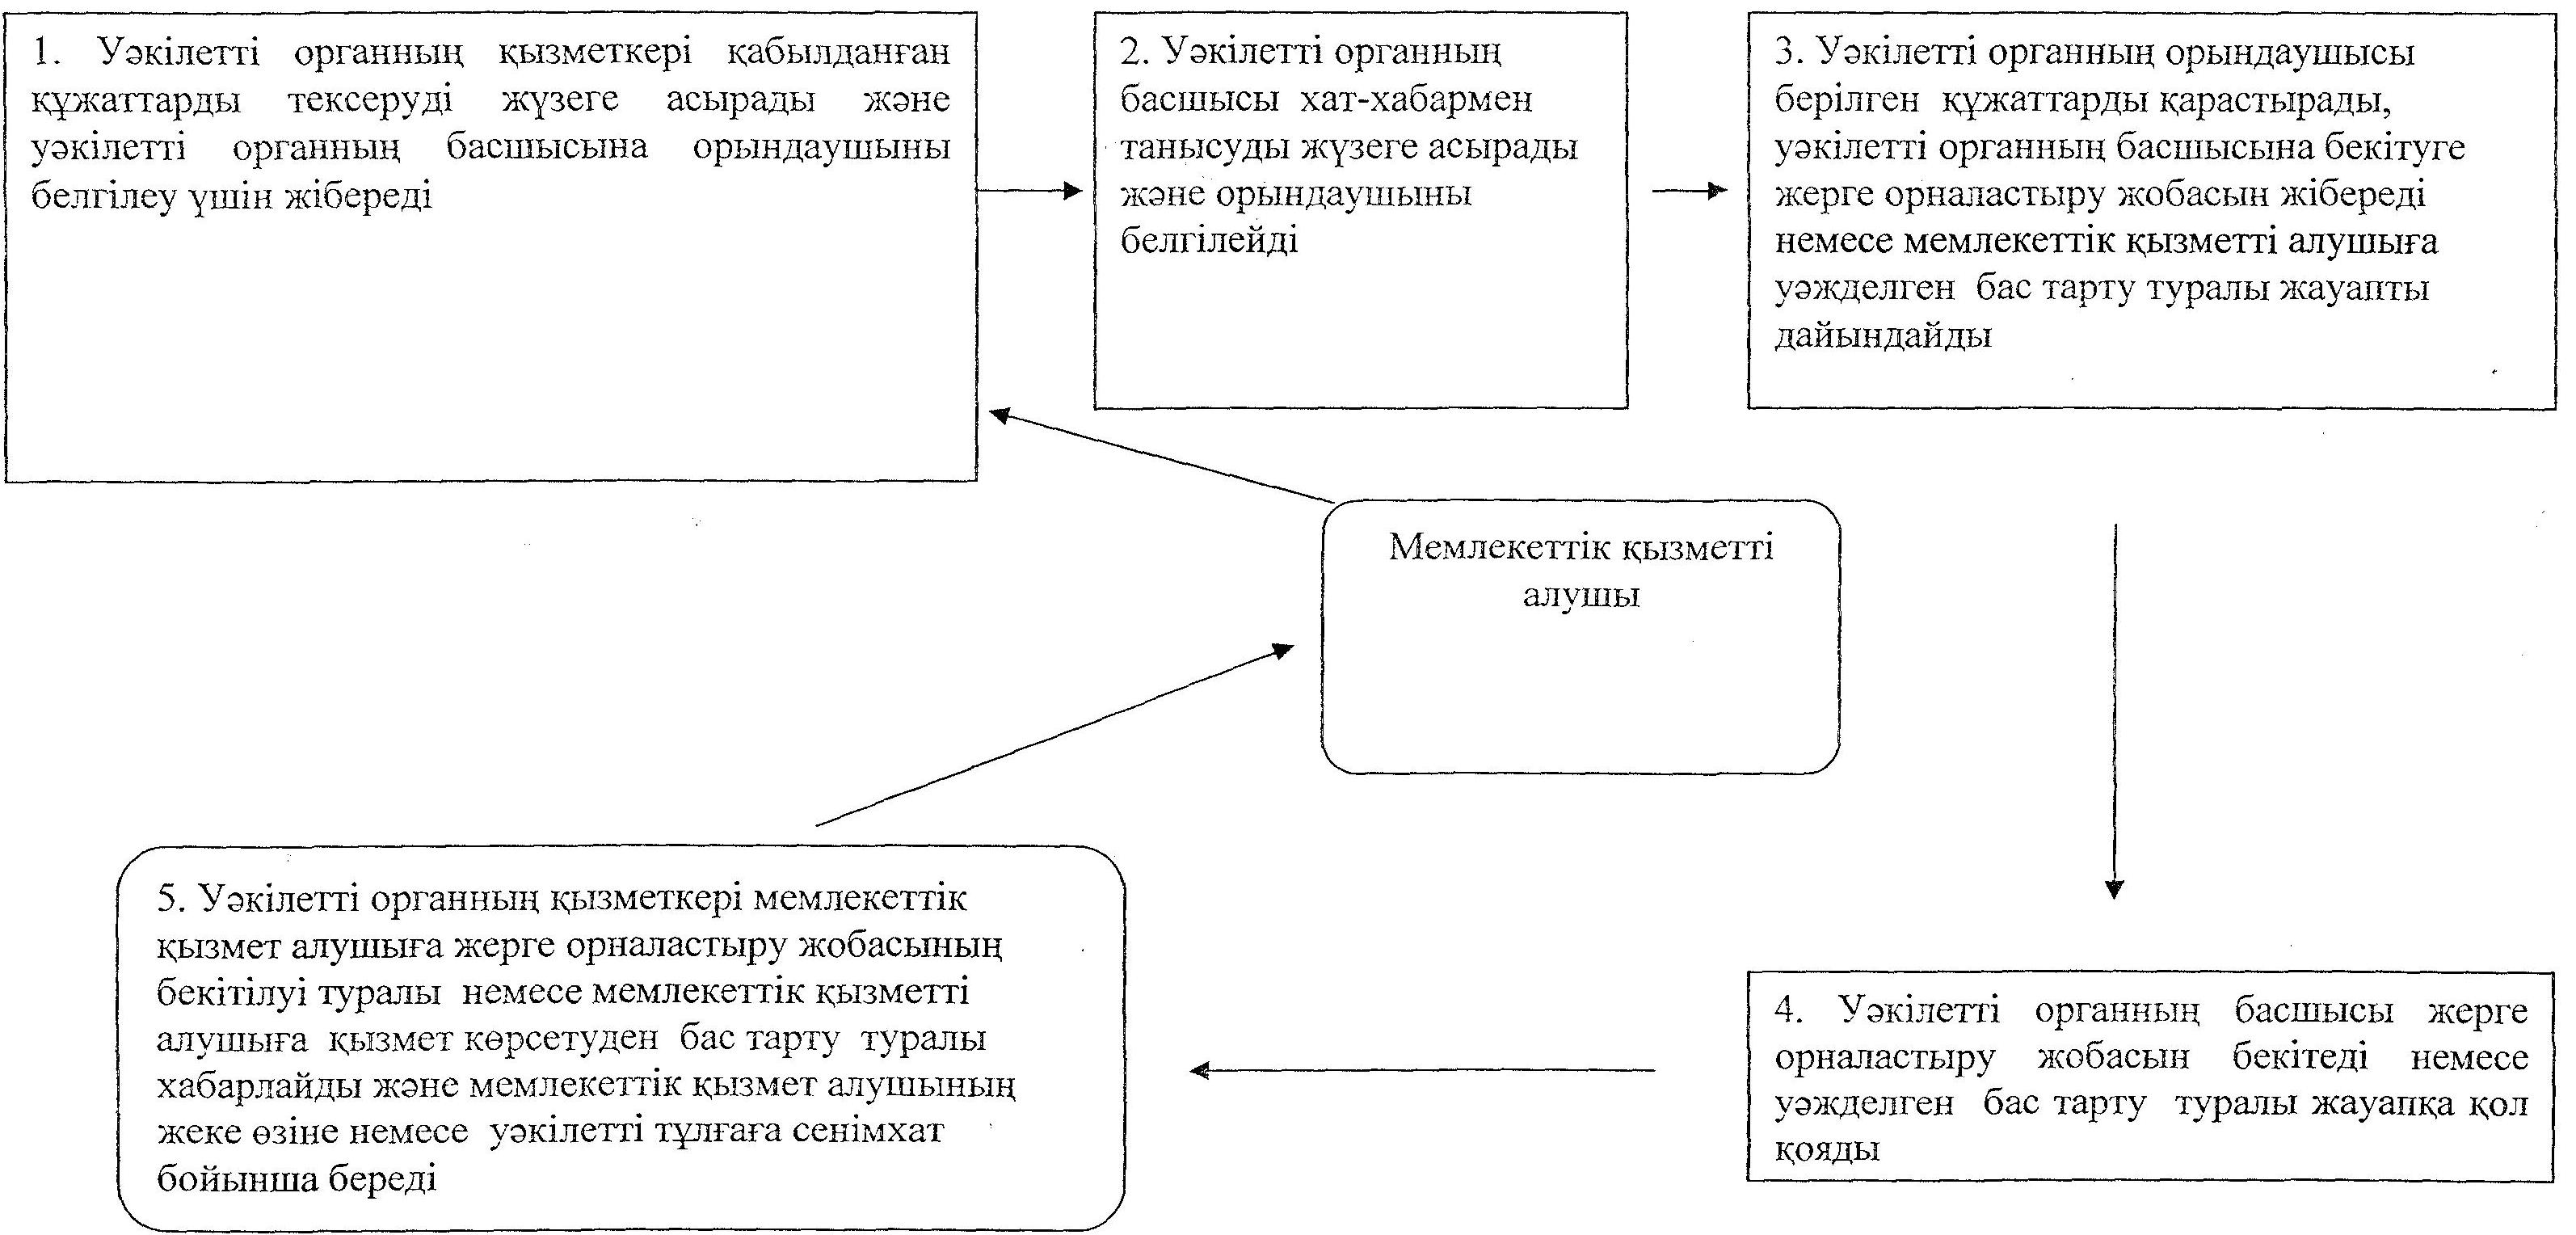 1. Уәкілетті органның қызметкері қабылданған
құжаттарды тексеруді жүзеге асырады және
уәкілетті органның басшысына орындаушыны
белгілеу үшін жібереді
2. Уәкілетті органның
басшысы хат-хабармен
танысуды жүзеге асырады
және орындаушыны
белгілейді
3. Уәкілетті органның орындаушысы
берілген құжаттарды қарастырады,
уәкілетті органның басшысына бекітуге
жерге орналастыру жобасын жібереді
немесе мемлекеттік қызметті алушыға
уәжделген бас тарту туралы жауапты
дайындайды
Мемлекеттік қызметті
алушы
4. Уәкілетті органның басшысы жерге
орналастыру жобасын бекітеді немесе
уәжделген бас тарту туралы жауапқа қол
қояды
5. Уәкілетті органның қызметкері мемлекеттік
қызмет алушыға жерге орналастыру жобасының
бекітілуі туралы немесе мемлекеттік қызметті
алушыға қызмет көрсетуден бас тарту туралы
хабарлайды және мемлекеттік қызмет алушының
жеке өзіне немесе уәкілетті тұлғаға сенімхат
бойынша береді